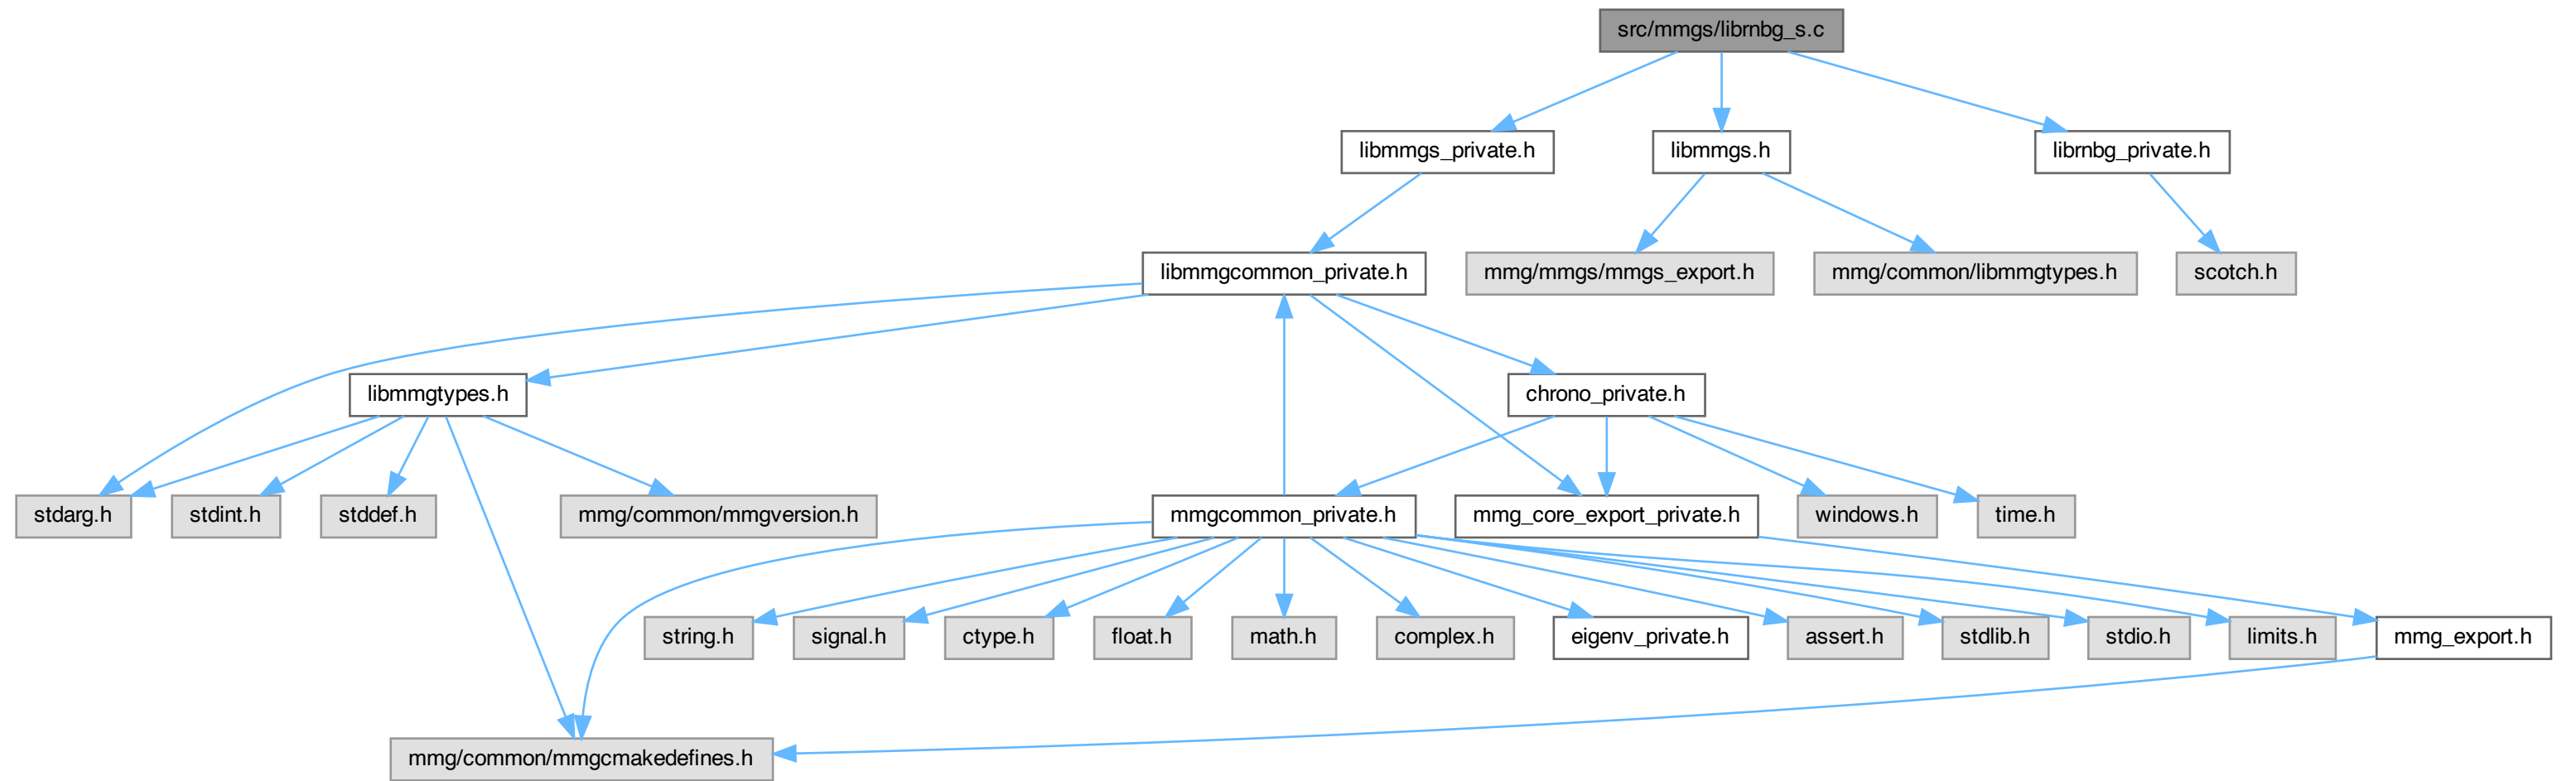 src/mmgs/librnbg_s.c
libmmgs_private.h
libmmgs.h
librnbg_private.h
libmmgcommon_private.h
mmg/mmgs/mmgs_export.h
mmg/common/libmmgtypes.h
scotch.h
libmmgtypes.h
chrono_private.h
stdarg.h
stdint.h
stddef.h
mmg/common/mmgversion.h
mmgcommon_private.h
mmg_core_export_private.h
windows.h
time.h
string.h
signal.h
ctype.h
float.h
math.h
complex.h
eigenv_private.h
assert.h
stdlib.h
stdio.h
limits.h
mmg_export.h
mmg/common/mmgcmakedefines.h